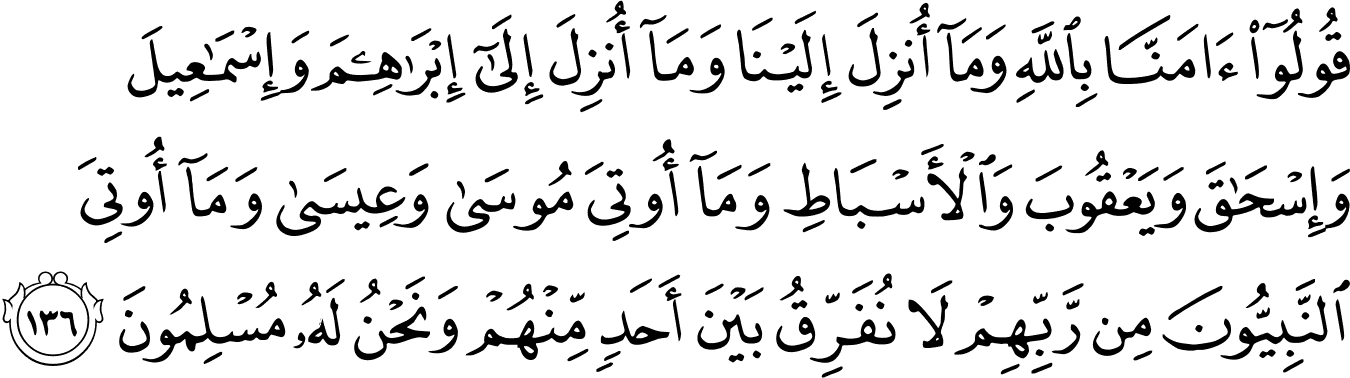 قُولُوٓا۟ ءَامَنَّا بِٱللَّهِ وَمَآ أُنزِلَ إِلَيْنَا وَمَآ أُنزِلَ إِلَىٰٓ إِبْرَٰهِـۧمَ وَإِسْمَـٰعِيلَ
وَإِسْحَـٰقَ وَيَعْقُوبَ وَٱلْأَسْبَاطِ وَمَآ أُوتِىَ مُوسَىٰ وَعِيسَىٰ وَمَآ أُوتِىَ
ٱلنَّبِيُّونَ مِن رَّبِّهِمْ لَا نُفَرِّقُ بَيْنَ أَحَدٍ مِّنْهُمْ وَنَحْنُ لَهُۥ مُسْلِمُونَ ١٣٦